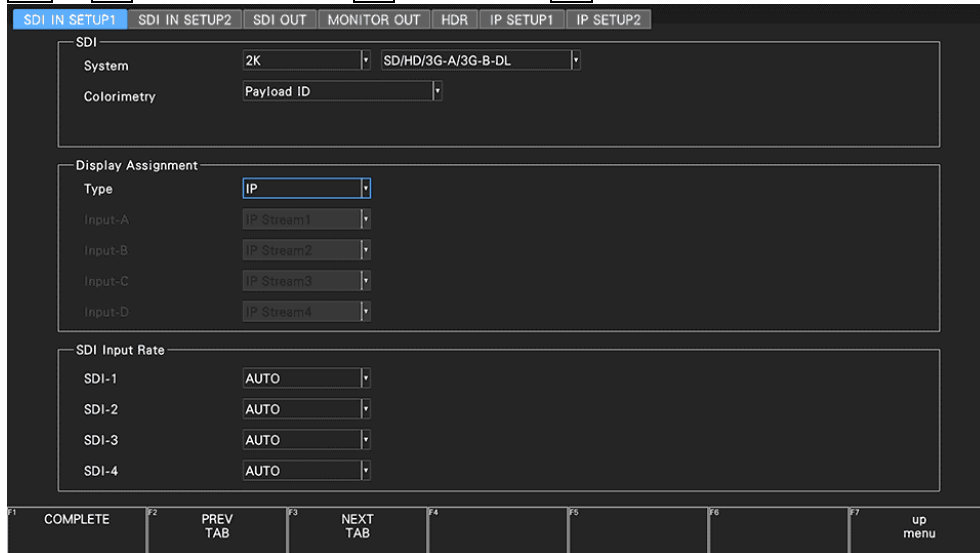 SDI IN SETUP1 SDI IN SETUP2 SDI OUT MONITOR OUT HDR IP SETUP1 IP SETUP2
SDI
System 2K SD/HD/3G-A/3G-B-DL
Colorimetry Payload ID
Display Assignment
Type IP
Input-A IP Stream1
Input-B IP Stream2
Input-C IP Stream3
Input-D IP Stream4
SDI Input Rate
SDI-1 AUTO
SDI-2 AUTO
SDI-3 AUTO
SDI-4 AUTO
F1 COMPLETE F2 PREV TAB F3 NEXT TAB F4 F5 F6 F7 up menu